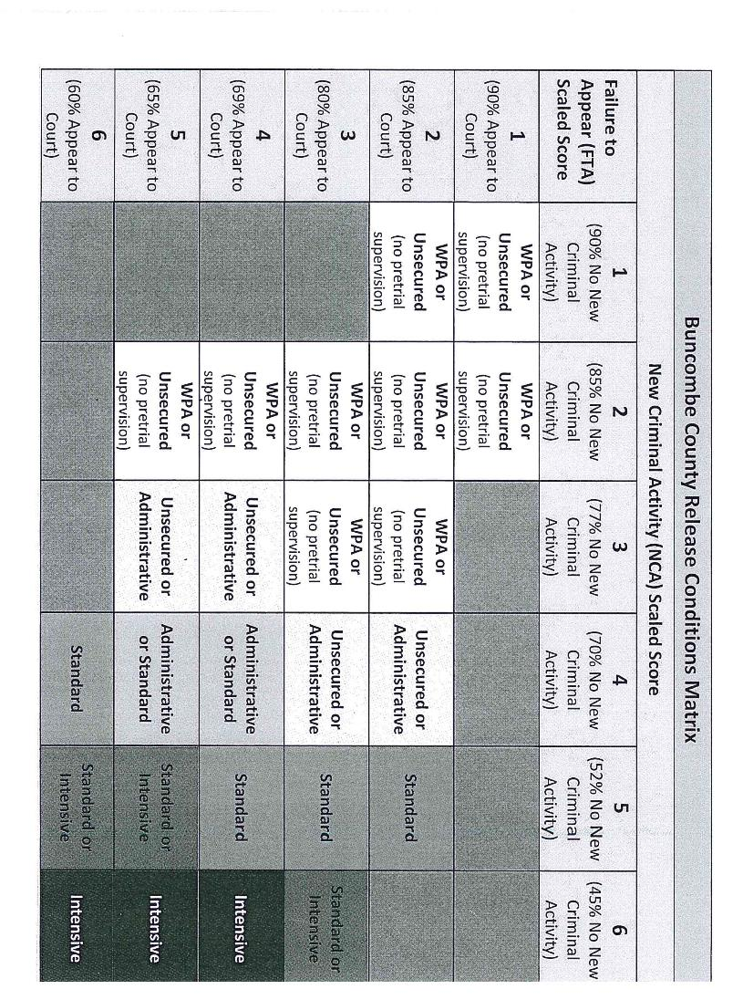 Buncombe County Release Conditions Matrix
New Criminal Activity (NCA) Scaled Score
Failure to
Appear (FTA)
Scaled Score
1
(90% No New
Criminal
Activity)
2
(85% No New
Criminal
Activity)
3
(77% No New
Criminal
Activity)
4
(70% No New
Criminal
Activity)
5
(52% No New
Criminal
Activity)
6
(45% No New
Criminal
Activity)
1
(90% Appear to
Court)
WPA or
Unsecured
(no pretrial
supervision)
WPA or
Unsecured
(no pretrial
supervision)
2
(85% Appear to
Court)
WPA or
Unsecured
(no pretrial
supervision)
WPA or
Unsecured
(no pretrial
supervision)
WPA or
Unsecured
(no pretrial
supervision)
Unsecured or
Administrative
Standard
3
(80% Appear to
Court)
WPA or
Unsecured
(no pretrial
supervision)
WPA or
Unsecured
(no pretrial
supervision)
Unsecured or
Administrative
Standard
Standard or
Intensive
4
(69% Appear to
Court)
WPA or
Unsecured
(no pretrial
supervision)
Unsecured or
Administrative
Administrative
or Standard
Standard
Intensive
5
(65% Appear to
Court)
WPA or
Unsecured
(no pretrial
supervision)
Unsecured or
Administrative
Administrative
or Standard
Standard or
Intensive
Intensive
6
(60% Appear to
Court)
Standard
Standard or
Intensive
Intensive